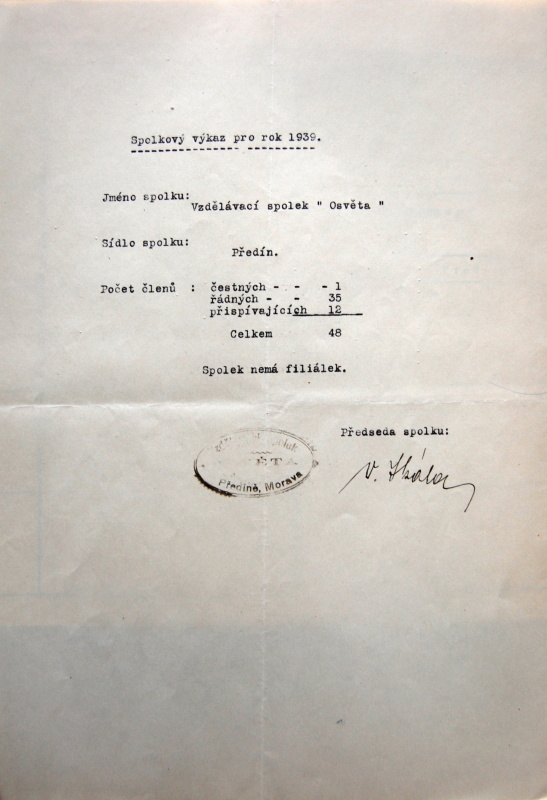 Spolkový výkaz pro rok 1939.
Jméno spolku:
Vzdělávací spolek " Osvěta "
Sídlo spolku:
Předín.
Počet členů : čestných - - - 1
řádných - - 35
přispívajících 12
Celkem 48
Spolek nemá filiálek.
Předseda spolku:
V. Skála
Předíně, Morava